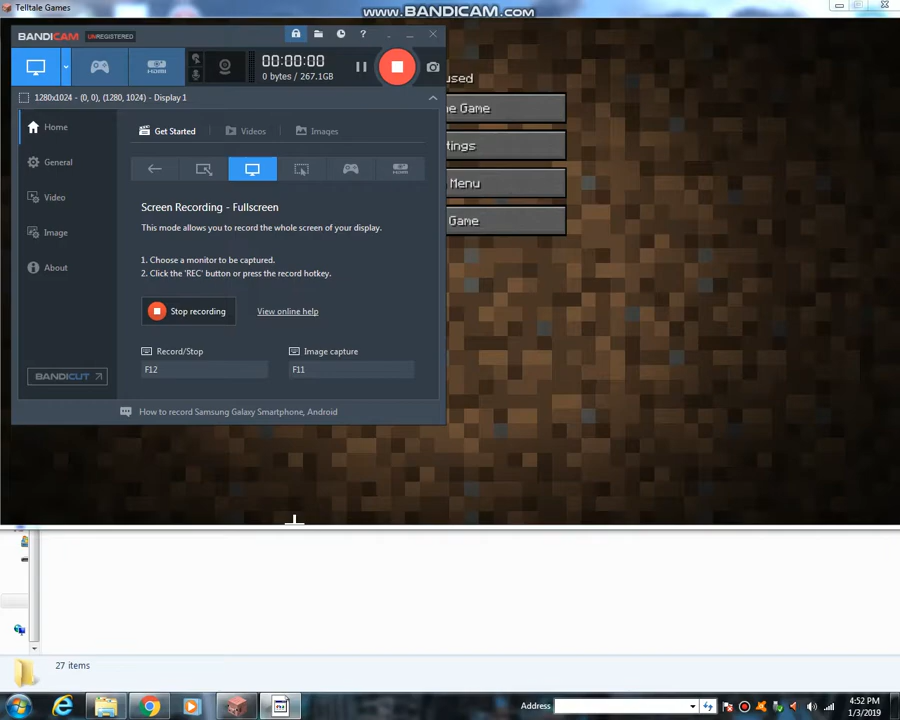 Telltale Games
www.BANDICAM.com
BANDICAM UNREGISTERED
00:00:00
0 bytes / 267.1GB
HDMI
1280x1024 - (0, 0), (1280, 1024) - Display 1
used
Home
Get Started
Videos
Images
e Game
General
HDMI
tings
Menu
Video
Screen Recording - Fullscreen
This mode allows you to record the whole screen of your display.
Game
Image
1. Choose a monitor to be captured.
2. Click the 'REC' button or press the record hotkey.
About
Stop recording
View online help
Record/Stop
Image capture
F12
F11
BANDICUT
How to record Samsung Galaxy Smartphone, Android
27 items
Address
4:52 PM
1/3/2019